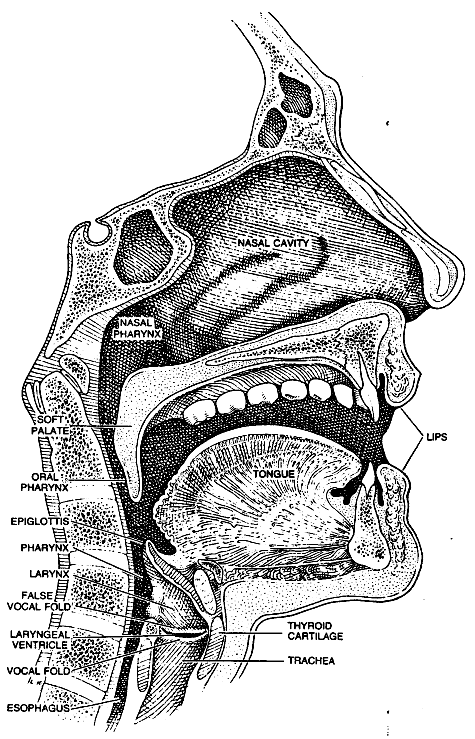 NASAL CAVITY
NASAL
PHARYNX
SOFT
PALATE
LIPS
TONGUE
ORAL
PHARYNX
EPIGLOTTIS
PHARYNX
LARYNX
FALSE
VOCAL FOLD
LARYNGEAL
VENTRICLE
THYROID
CARTILAGE
TRACHEA
VOCAL FOLD
ESOPHAGUS